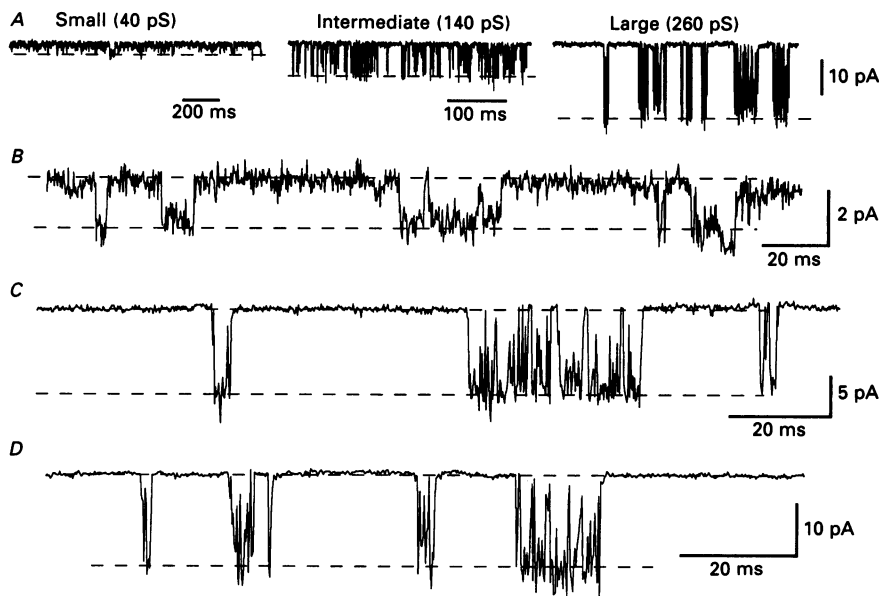 A
Small (40 pS)
Intermediate (140 pS)
Large (260 pS)
10 pA
200 ms
100 ms
B
2 pA
20 ms
C
5 pA
20 ms
D
10 pA
20 ms